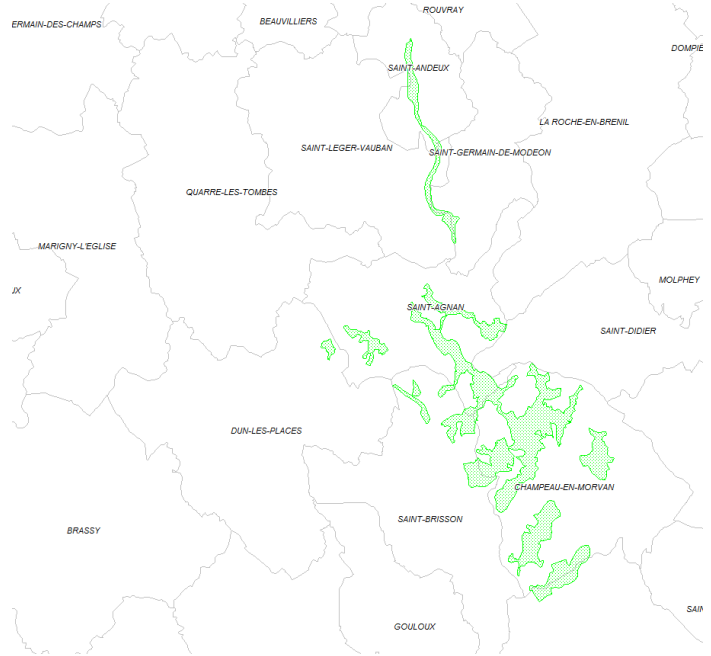 ROUVRAY
BEAUVILLIERS
ERMAIN-DES-CHAMPS
DOMPIE
SAINT-ANDEUX
LA ROCHE-EN-BRENIL
SAINT-LEGER-VAUBAN
SAINT-GERMAIN-DE-MODEON
QUARRE-LES-TOMBES
MARIGNY-L'EGLISE
MOLPHEY
UX
SAINT-AGNAN
SAINT-DIDIER
DUN-LES-PLACES
CHAMPEAU-EN-MORVAN
SAINT-BRISSON
BRASSY
SAIN
GOULOUX